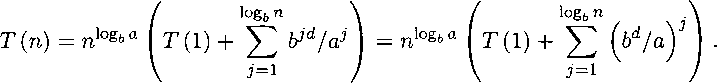 T(n) = n^{\log_b a} \left( T(1) + \sum_{j=1}^{\log_b n} b^{jd}/a^j \right) = n^{\log_b a} \left( T(1) + \sum_{j=1}^{\log_b n} \left( b^d/a \right)^j \right).